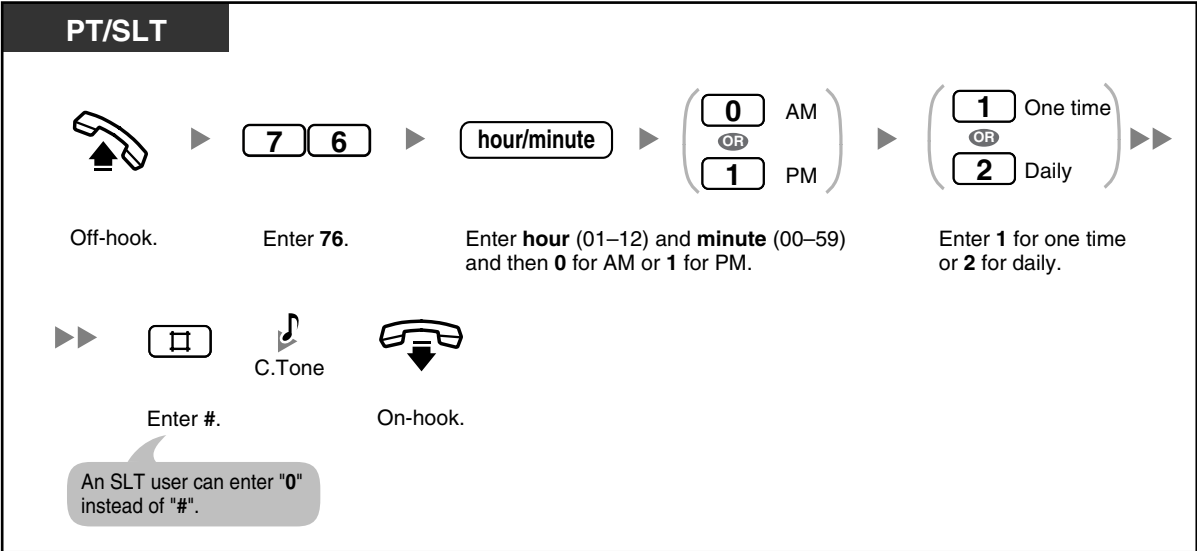 PT/SLT
7 6
hour/minute
0 AM
OR
1 PM
1 One time
OR
2 Daily
Off-hook.
Enter 76.
Enter hour (01–12) and minute (00–59)
and then 0 for AM or 1 for PM.
Enter 1 for one time
or 2 for daily.
C.Tone
Enter #.
On-hook.
An SLT user can enter "0"
instead of "#".